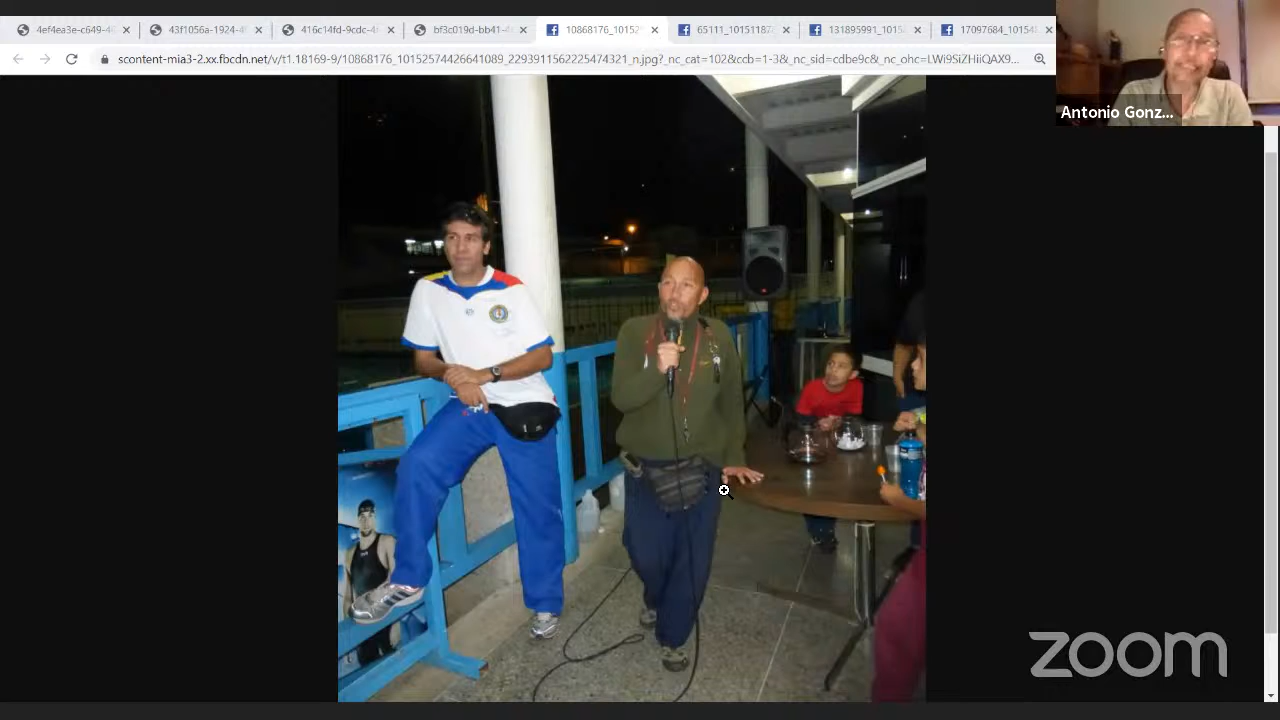 4ef4ea3e-c649-4
43f1056a-1924-4
416c14fd-9cdc-4
bf3c019d-bb41-4
10868176_10152
65111_10151187
131895991_1015
17097684_10154
scontent-mia3-2.xx.fbcdn.net/v/t1.18169-9/10868176_10152574426641089_2293911562225474321_n.jpg?_nc_cat=102&ccb=1-3&_nc_sid=cdbe9c&_nc_ohc=LWi9SiZHiiQAX9...
Antonio Gonz...
zoom